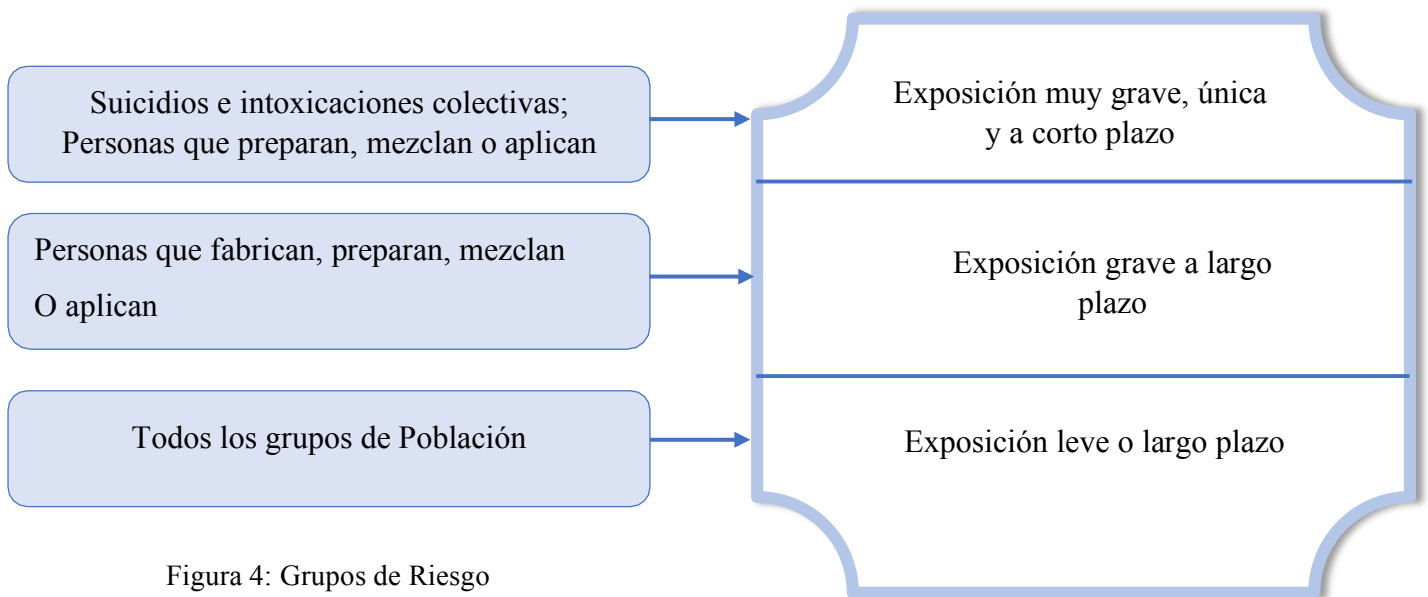 Suicidios e intoxicaciones colectivas;
Personas que preparan, mezclan o aplican
Exposición muy grave, única
y a corto plazo
Personas que fabrican, preparan, mezclan
O aplican
Exposición grave a largo
plazo
Todos los grupos de Población
Exposición leve o largo plazo
Figura 4: Grupos de Riesgo